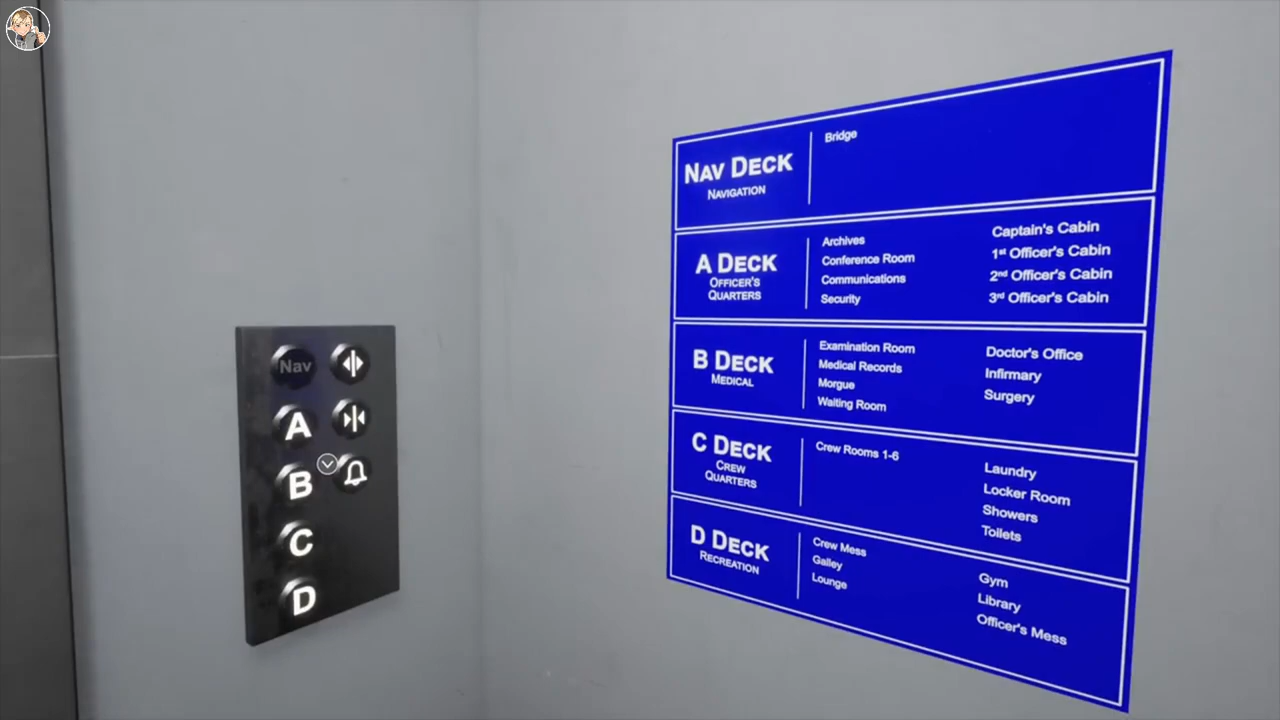 Nav
A
B
C
D
NAV DECK
NAVIGATION
Bridge
A DECK
OFFICER'S
QUARTERS
Archives
Conference Room
Communications
Security
Captain's Cabin
1st Officer's Cabin
2nd Officer's Cabin
3rd Officer's Cabin
B DECK
MEDICAL
Examination Room
Medical Records
Morgue
Waiting Room
Doctor's Office
Infirmary
Surgery
C DECK
CREW
QUARTERS
Crew Rooms 1-6
Laundry
Locker Room
Showers
Toilets
D DECK
RECREATION
Crew Mess
Galley
Lounge
Gym
Library
Officer's Mess